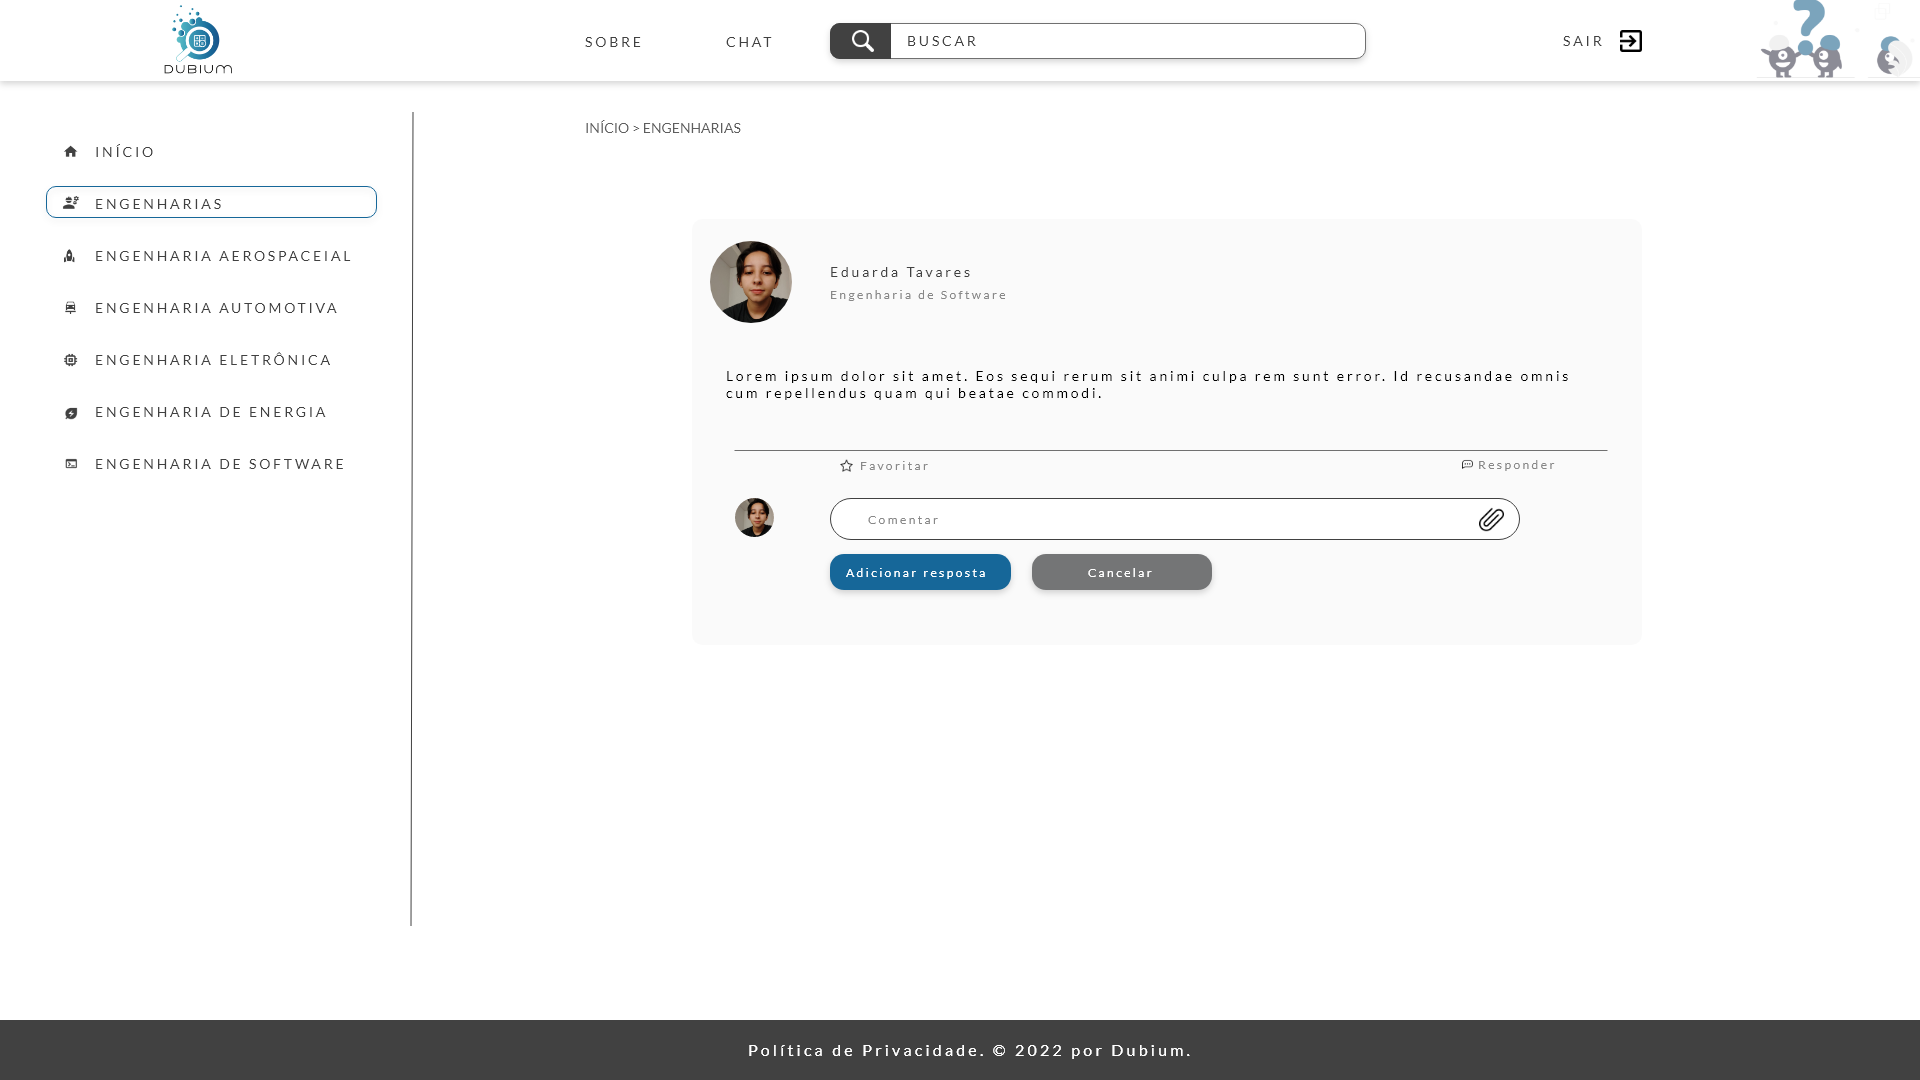 DUBIUM
SOBRE
CHAT
BUSCAR
SAIR
INÍCIO > ENGENHARIAS
INÍCIO
ENGENHARIAS
ENGENHARIA AEROSPACEIAL
ENGENHARIA AUTOMOTIVA
ENGENHARIA ELETRÔNICA
ENGENHARIA DE ENERGIA
ENGENHARIA DE SOFTWARE
Eduarda Tavares
Engenharia de Software
Lorem ipsum dolor sit amet. Eos sequi rerum sit animi culpa rem sunt error. Id recusandae omnis
cum repellendus quam qui beatae commodi.
Favoritar
Responder
Comentar
Adicionar resposta
Cancelar
Política de Privacidade. © 2022 por Dubium.